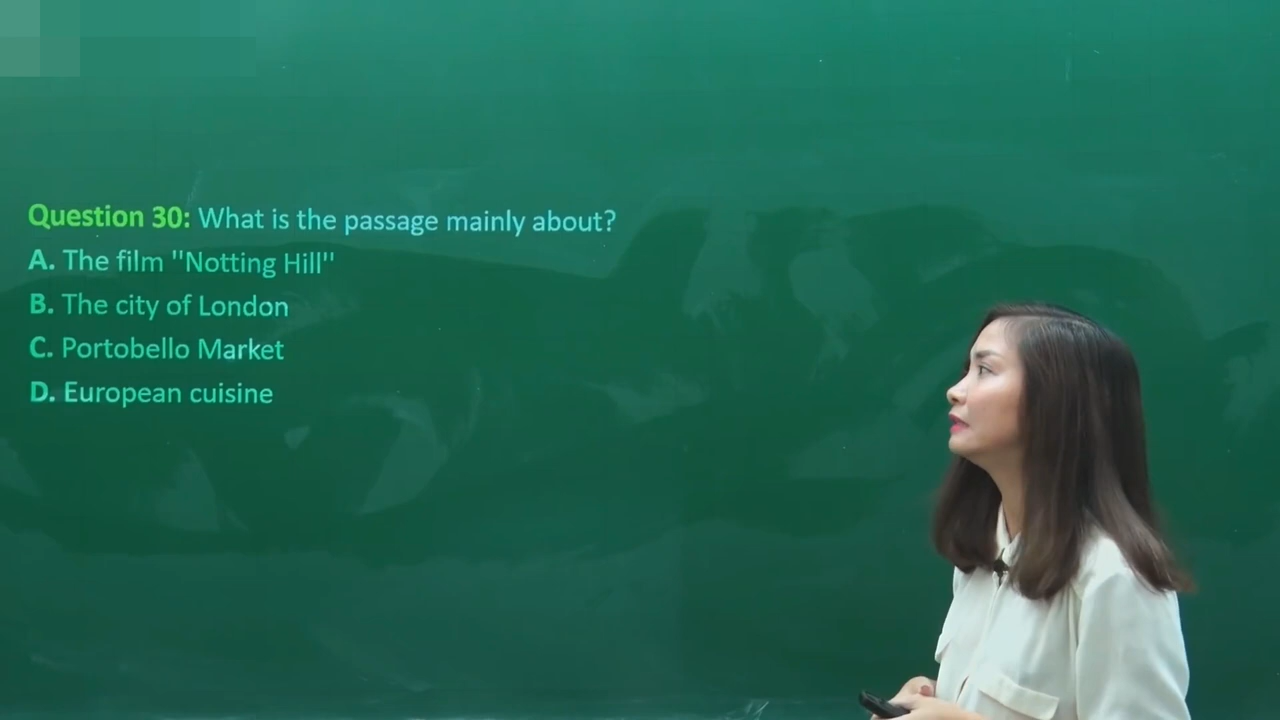 Question 30: What is the passage mainly about?
A. The film "Notting Hill"
B. The city of London
C. Portobello Market
D. European cuisine